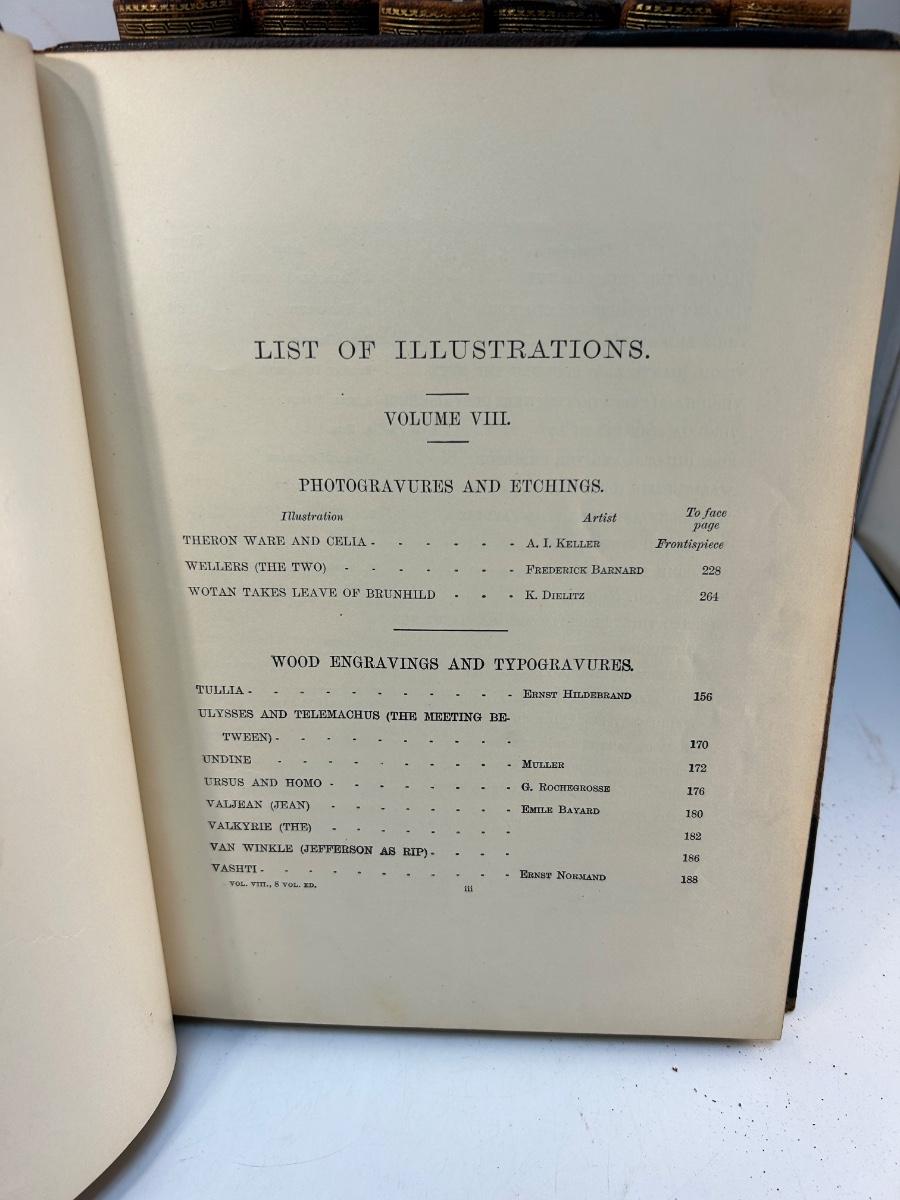 LIST OF ILLUSTRATIONS.
VOLUME VIII.
PHOTOGRAVURES AND ETCHINGS.
Illustration Artist To face page
THERON WARE AND CELIA - - - - - - A. I. KELLER Frontispiece
WELLERS (THE TWO) - - - - - - - FREDERICK BARNARD 228
WOTAN TAKES LEAVE OF BRUNHILD - - - K. DIELITZ 264
WOOD ENGRAVINGS AND TYPOGRAVURES.
TULLIA - - - - - - - - - - - ERNST HILDEBRAND 156
ULYSSES AND TELEMACHUS (THE MEETING BE-
TWEEN) - - - - - - - - - - 170
UNDINE - - - - - - - - - - MULLER 172
URSUS AND HOMO - - - - - - - - G. ROCHEGROSSE 176
VALJEAN (JEAN) - - - - - - - - EMILE BAYARD 180
VALKYRIE (THE) - - - - - - - - 182
VAN WINKLE (JEFFERSON AS RIP) - - - - 186
VASHTI - - - - - - - - - - - ERNST NORMAND 188
VOL. VIII., 8 VOL. ED. iii